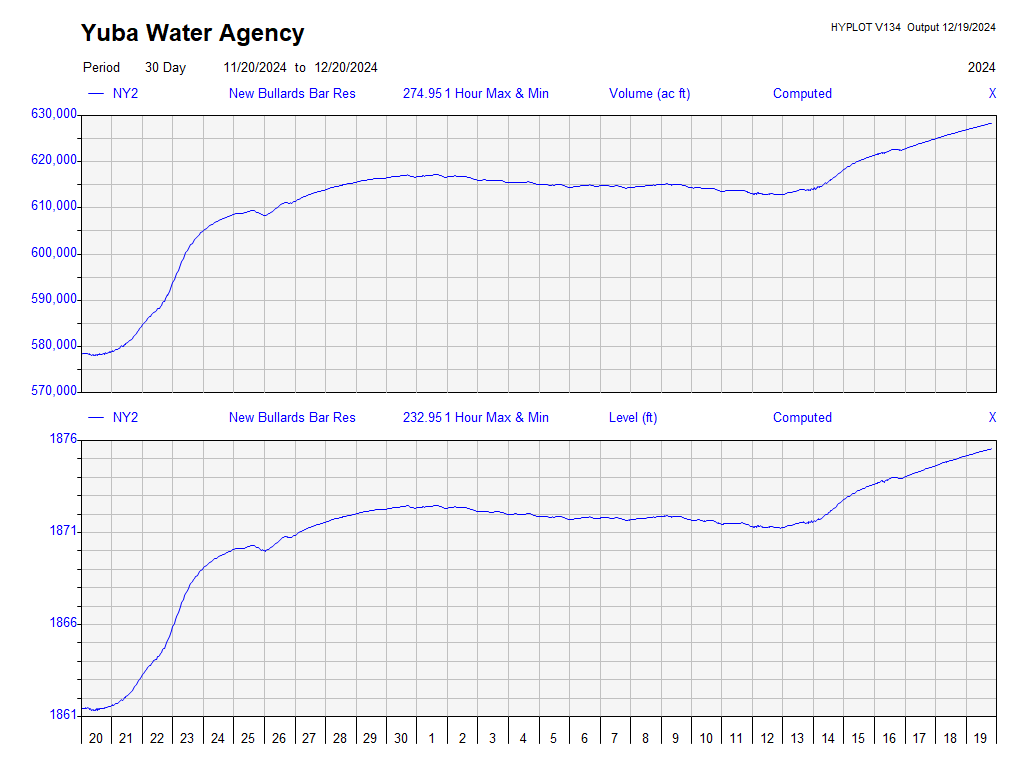 Yuba Water Agency
HYPLOT V134 Output 12/19/2024
Period 30 Day 11/20/2024 to 12/20/2024 2024
NY2 New Bullards Bar Res 274.95 1 Hour Max & Min Volume (ac ft) Computed X
630,000
620,000
610,000
600,000
590,000
580,000
570,000
NY2 New Bullards Bar Res 232.95 1 Hour Max & Min Level (ft) Computed X
1876
1871
1866
1861
20 21 22 23 24 25 26 27 28 29 30 1 2 3 4 5 6 7 8 9 10 11 12 13 14 15 16 17 18 19